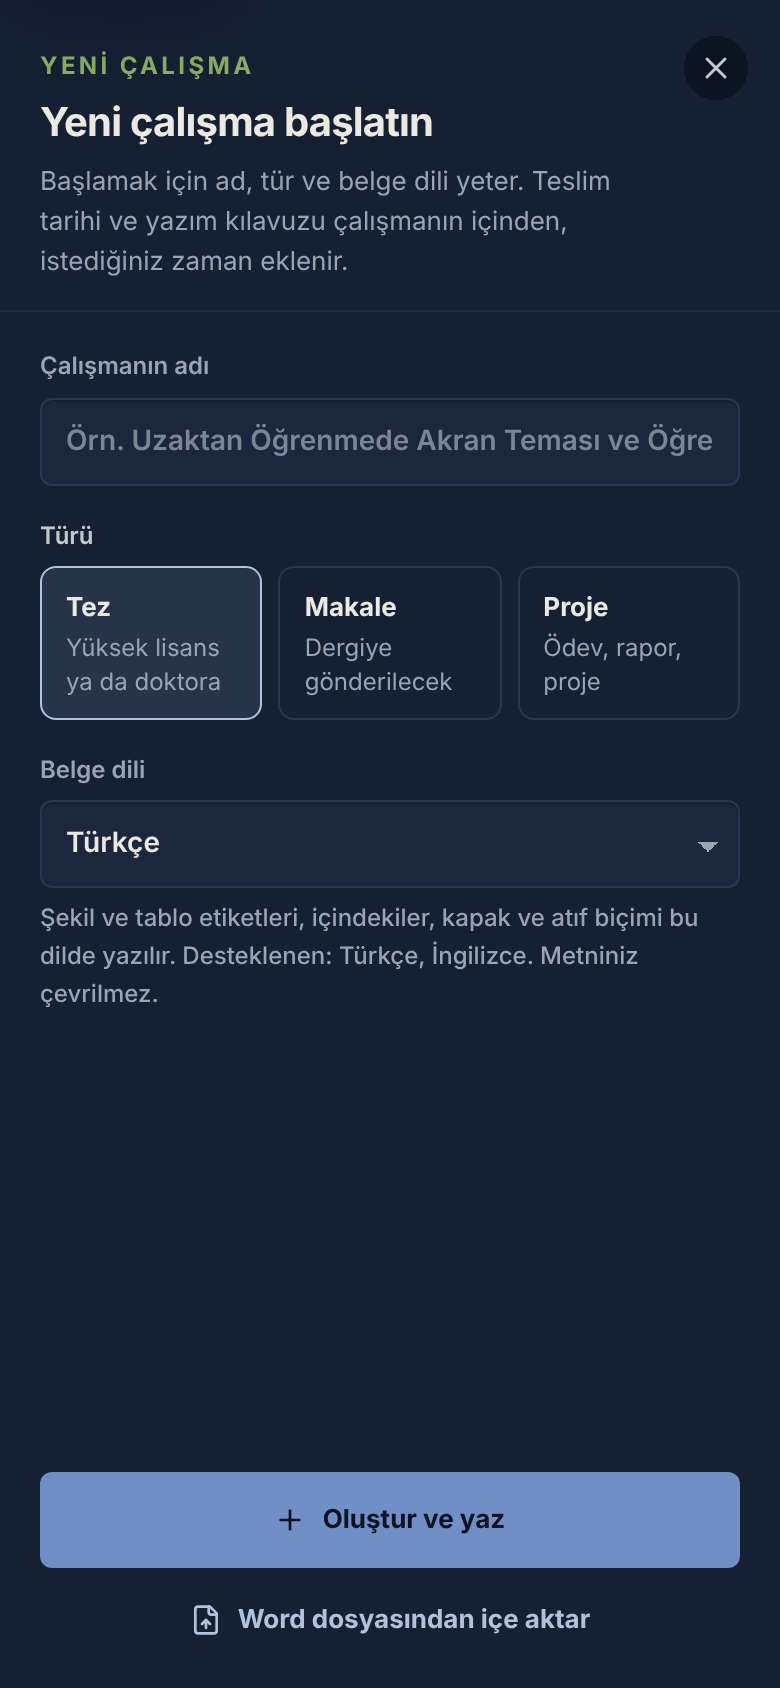 YENİ ÇALIŞMA
Yeni çalışma başlatın
Başlamak için ad, tür ve belge dili yeter. Teslim
tarihi ve yazım kılavuzu çalışmanın içinden,
istediğiniz zaman eklenir.
Çalışmanın adı
Örn. Uzaktan Öğrenmede Akran Teması ve Öğre
Türü
Tez
Yüksek lisans
ya da doktora
Makale
Dergiye
gönderilecek
Proje
Ödev, rapor,
proje
Belge dili
Türkçe
Şekil ve tablo etiketleri, içindekiler, kapak ve atıf biçimi bu
dilde yazılır. Desteklenen: Türkçe, İngilizce. Metniniz
çevrilmez.
Oluştur ve yaz
Word dosyasından içe aktar